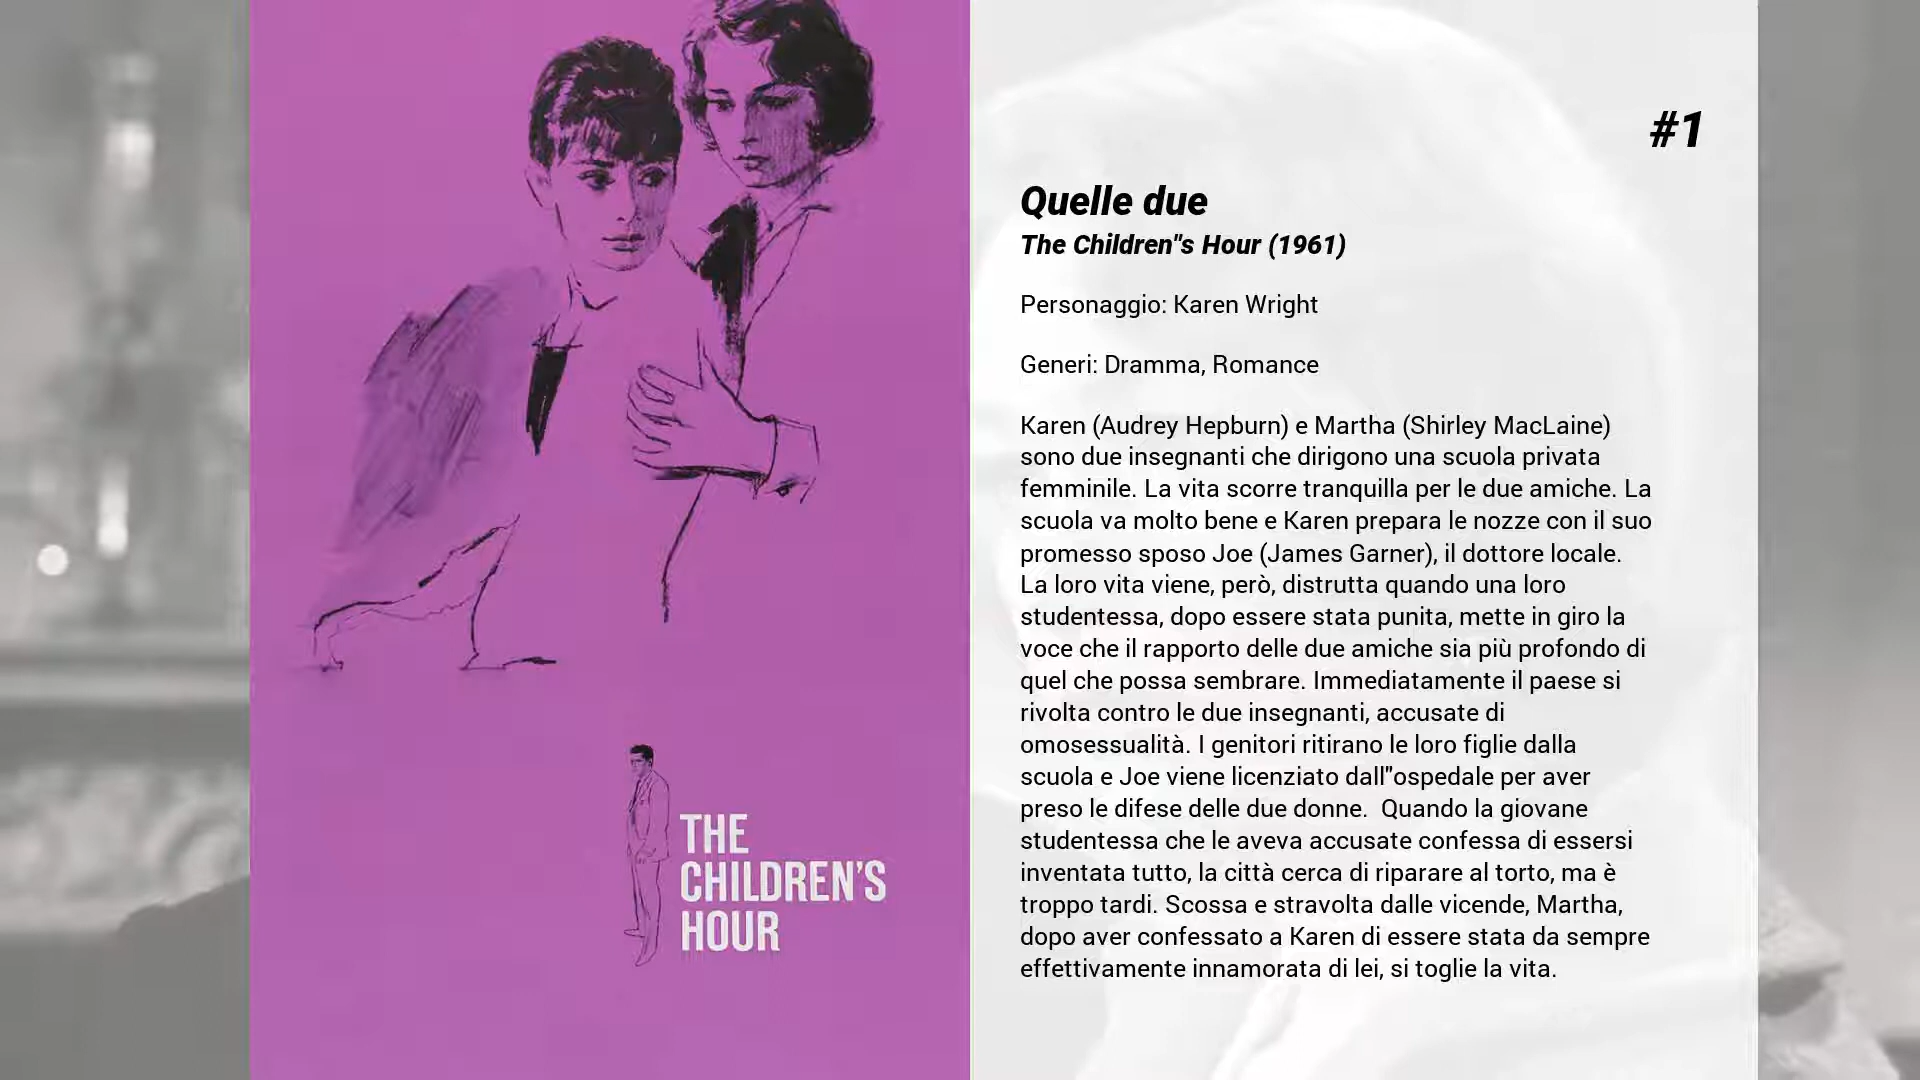 THE
CHILDREN'S
HOUR
#1
Quelle due
The Children"s Hour (1961)
Personaggio: Karen Wright
Generi: Dramma, Romance
Karen (Audrey Hepburn) e Martha (Shirley MacLaine)
sono due insegnanti che dirigono una scuola privata
femminile. La vita scorre tranquilla per le due amiche. La
scuola va molto bene e Karen prepara le nozze con il suo
promesso sposo Joe (James Garner), il dottore locale.
La loro vita viene, però, distrutta quando una loro
studentessa, dopo essere stata punita, mette in giro la
voce che il rapporto delle due amiche sia più profondo di
quel che possa sembrare. Immediatamente il paese si
rivolta contro le due insegnanti, accusate di
omosessualità. I genitori ritirano le loro figlie dalla
scuola e Joe viene licenziato dall"ospedale per aver
preso le difese delle due donne.  Quando la giovane
studentessa che le aveva accusate confessa di essersi
inventata tutto, la città cerca di riparare al torto, ma è
troppo tardi. Scossa e stravolta dalle vicende, Martha,
dopo aver confessato a Karen di essere stata da sempre
effettivamente innamorata di lei, si toglie la vita.